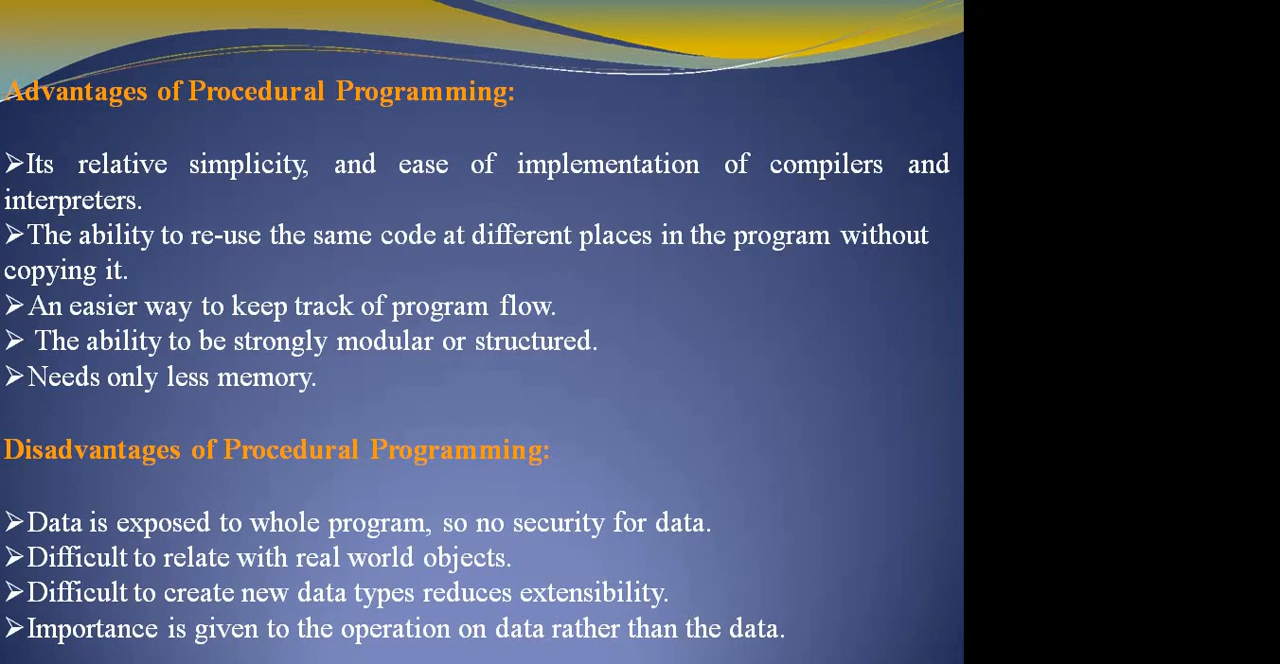 Advantages of Procedural Programming:
➢Its relative simplicity, and ease of implementation of compilers and
interpreters.
➢The ability to re-use the same code at different places in the program without
copying it.
➢An easier way to keep track of program flow.
➢ The ability to be strongly modular or structured.
➢Needs only less memory.
Disadvantages of Procedural Programming:
➢Data is exposed to whole program, so no security for data.
➢Difficult to relate with real world objects.
➢Difficult to create new data types reduces extensibility.
➢Importance is given to the operation on data rather than the data.